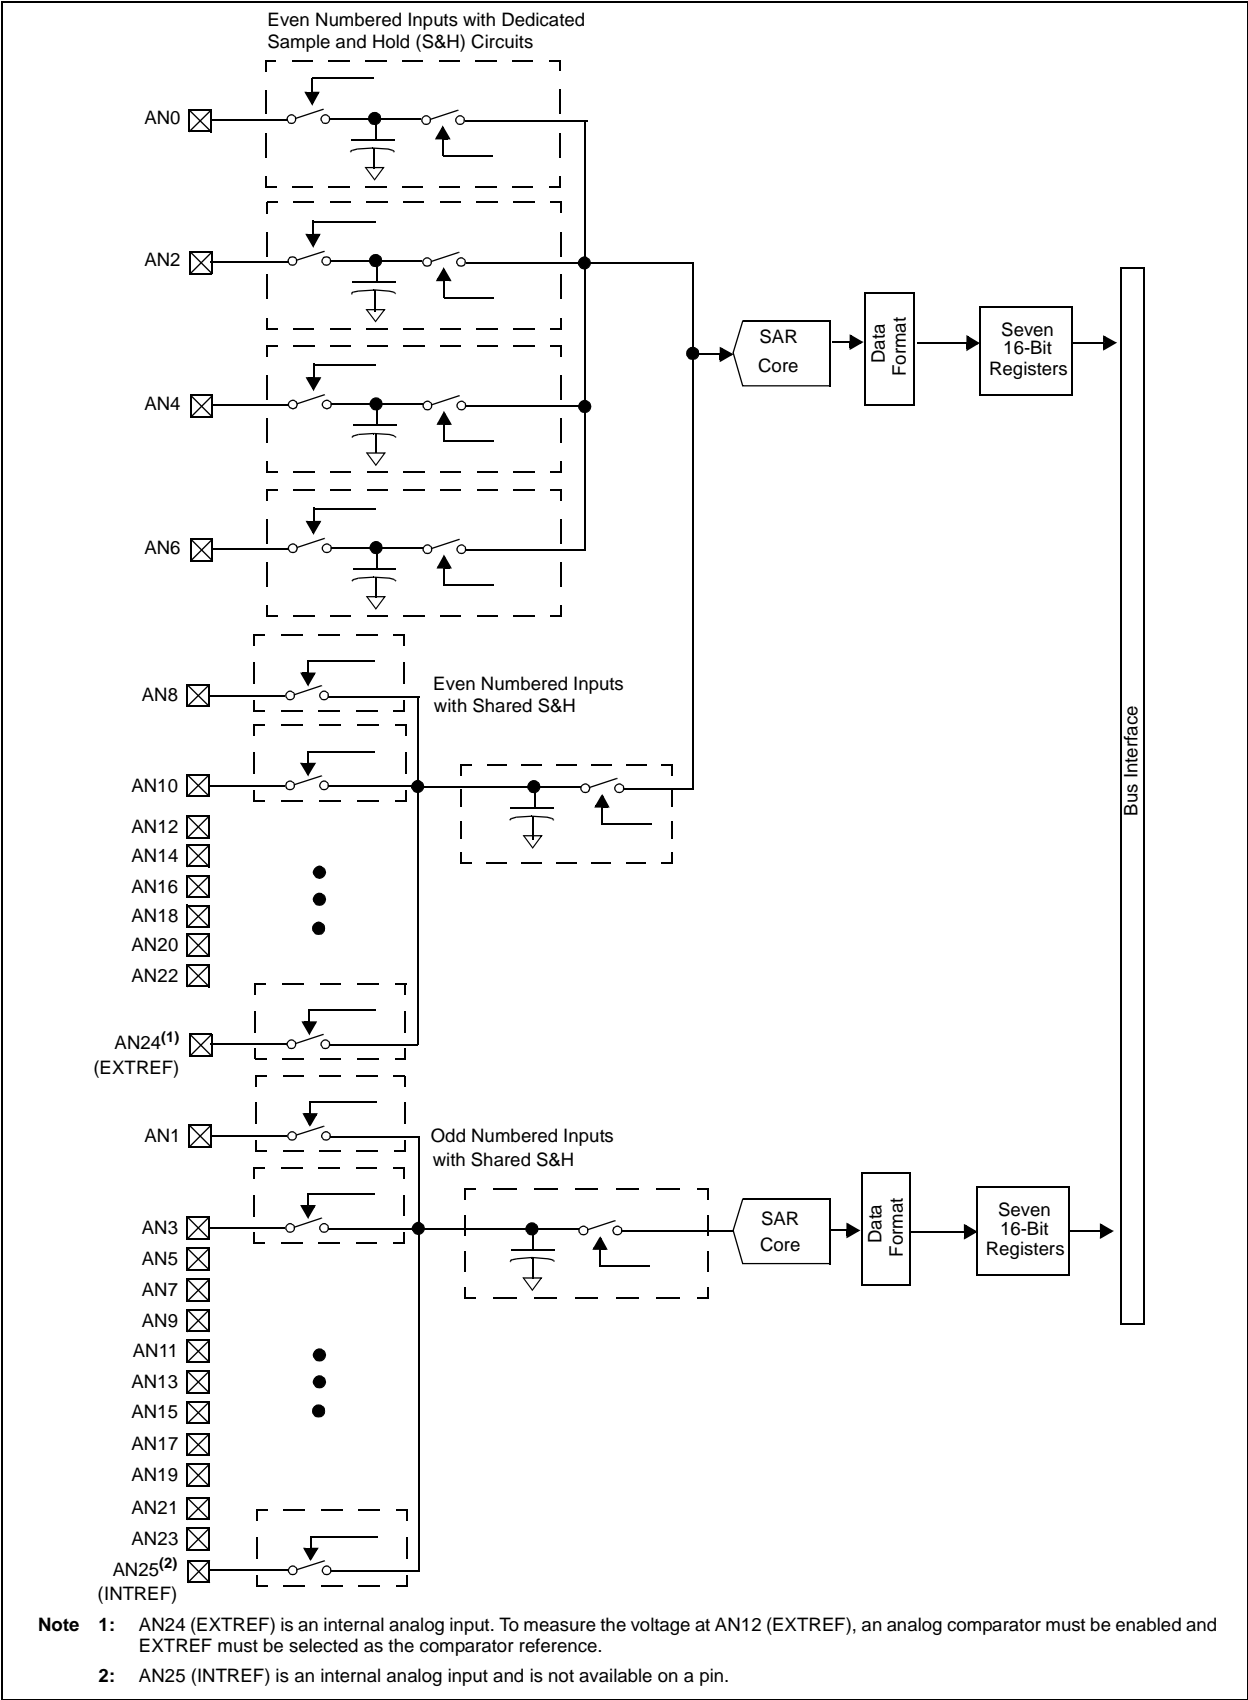 Even Numbered Inputs with Dedicated
Sample and Hold (S&H) Circuits
AN0
AN2
AN4
AN6
SAR
Core
Data
Format
Seven
16-Bit
Registers
Bus Interface
AN8
Even Numbered Inputs
with Shared S&H
AN10
AN12
AN14
AN16
AN18
AN20
AN22
AN24(1)
(EXTREF)
AN1
Odd Numbered Inputs
with Shared S&H
AN3
SAR
Core
Data
Format
Seven
16-Bit
Registers
AN5
AN7
AN9
AN11
AN13
AN15
AN17
AN19
AN21
AN23
AN25(2)
(INTREF)
Note 1: AN24 (EXTREF) is an internal analog input. To measure the voltage at AN12 (EXTREF), an analog comparator must be enabled and
EXTREF must be selected as the comparator reference.
2: AN25 (INTREF) is an internal analog input and is not available on a pin.